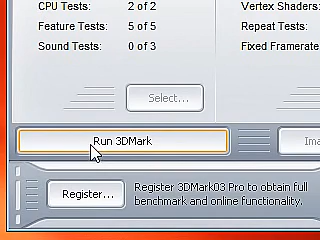 CPU Tests: 2 of 2 Vertex Shaders:
Feature Tests: 5 of 5 Repeat Tests:
Sound Tests: 0 of 3 Fixed Framerate
Select...
Run 3DMark Ima
Register... Register 3DMark03 Pro to obtain full
benchmark and online functionality.